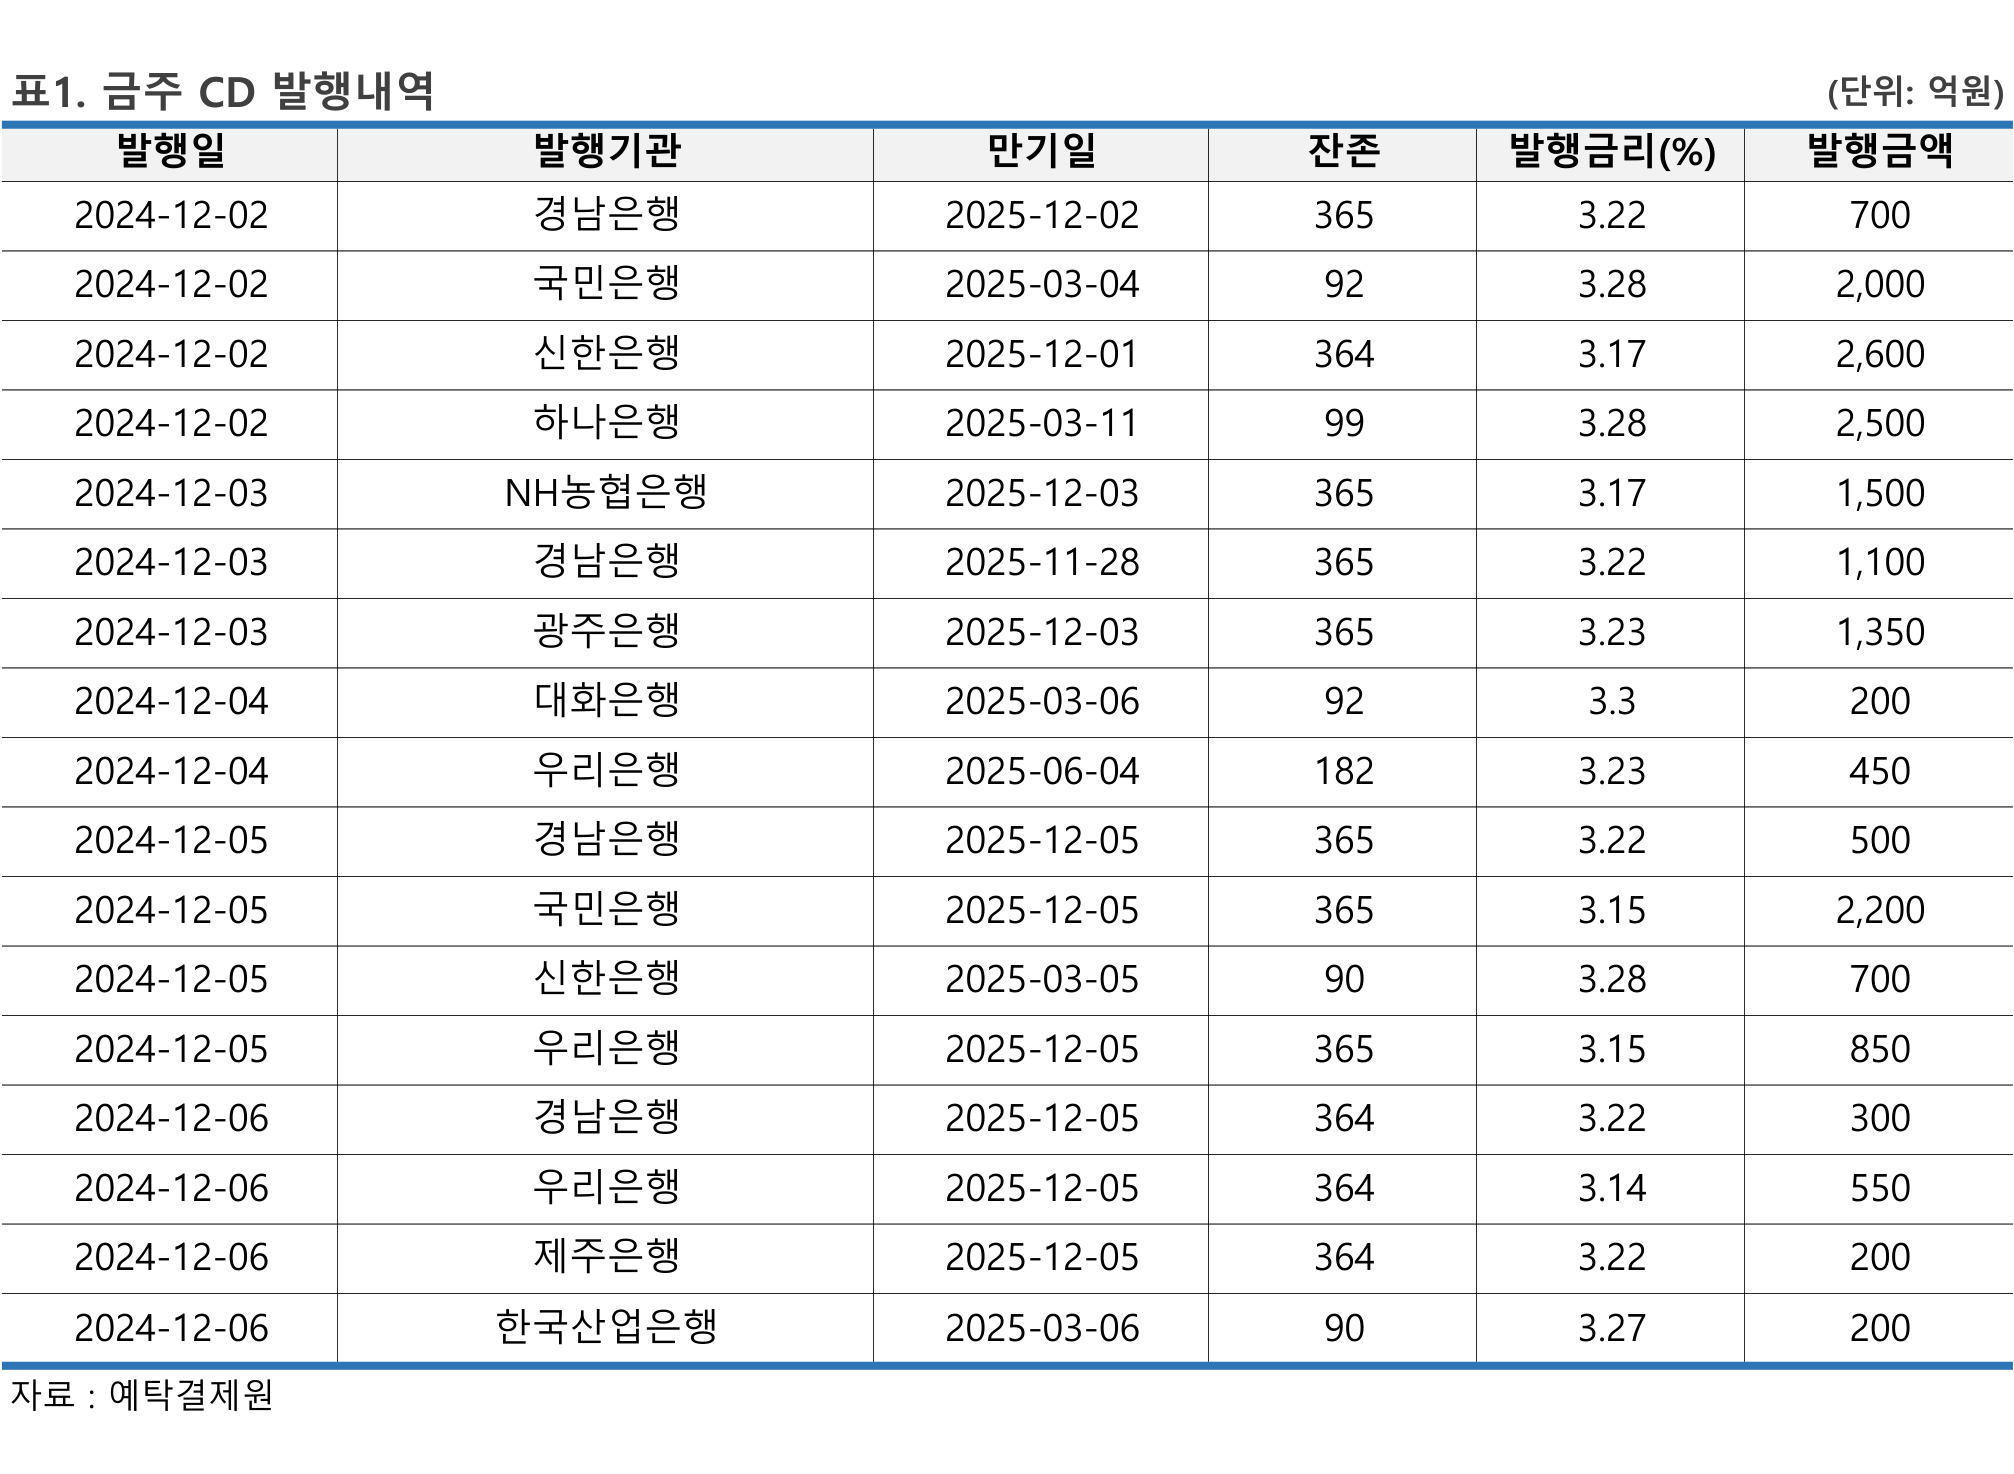 표1. 금주 CD 발행내역 (단위: 억원)
발행일 발행기관 만기일 잔존 발행금리(%) 발행금액
2024-12-02 경남은행 2025-12-02 365 3.22 700
2024-12-02 국민은행 2025-03-04 92 3.28 2,000
2024-12-02 신한은행 2025-12-01 364 3.17 2,600
2024-12-02 하나은행 2025-03-11 99 3.28 2,500
2024-12-03 NH농협은행 2025-12-03 365 3.17 1,500
2024-12-03 경남은행 2025-11-28 365 3.22 1,100
2024-12-03 광주은행 2025-12-03 365 3.23 1,350
2024-12-04 대화은행 2025-03-06 92 3.3 200
2024-12-04 우리은행 2025-06-04 182 3.23 450
2024-12-05 경남은행 2025-12-05 365 3.22 500
2024-12-05 국민은행 2025-12-05 365 3.15 2,200
2024-12-05 신한은행 2025-03-05 90 3.28 700
2024-12-05 우리은행 2025-12-05 365 3.15 850
2024-12-06 경남은행 2025-12-05 364 3.22 300
2024-12-06 우리은행 2025-12-05 364 3.14 550
2024-12-06 제주은행 2025-12-05 364 3.22 200
2024-12-06 한국산업은행 2025-03-06 90 3.27 200
자료 : 예탁결제원